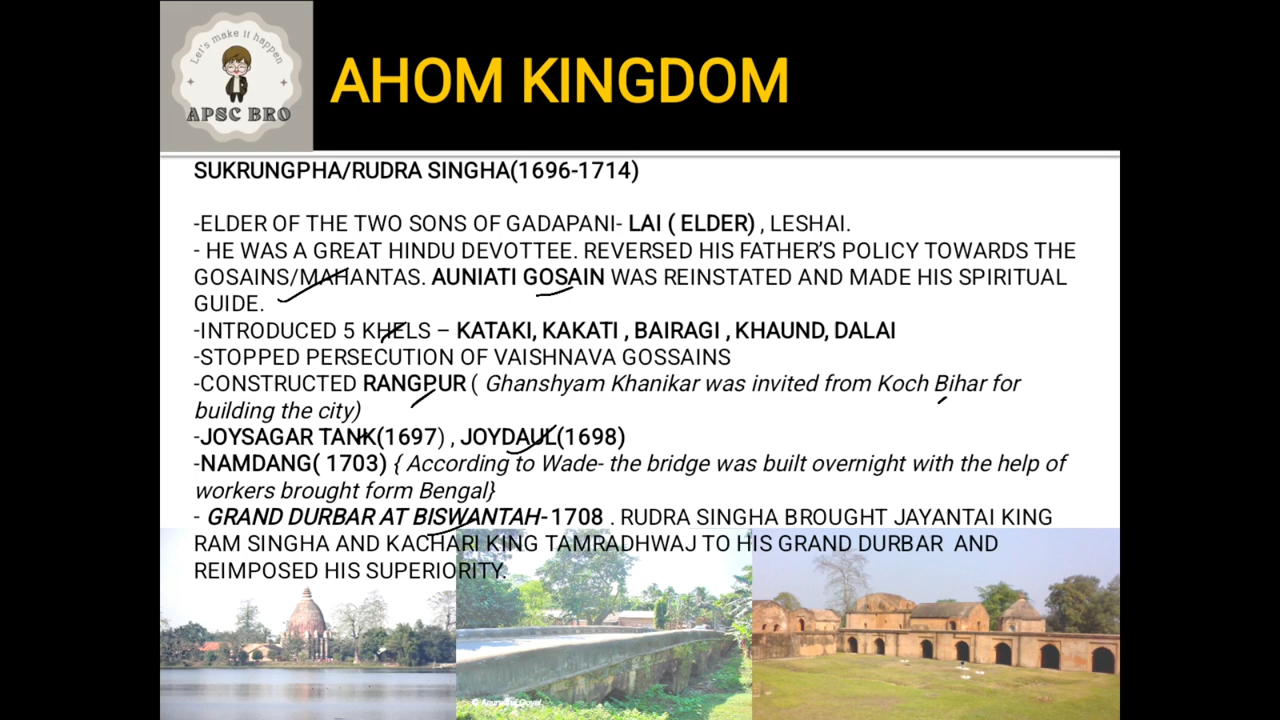 Let's make it happen
APSC BRO
AHOM KINGDOM
SUKRUNGPHA/RUDRA SINGHA(1696-1714)
-ELDER OF THE TWO SONS OF GADAPANI- LAI ( ELDER) , LESHAI.
- HE WAS A GREAT HINDU DEVOTTEE. REVERSED HIS FATHER'S POLICY TOWARDS THE
GOSAINS/MAHANTAS. AUNIATI GOSAIN WAS REINSTATED AND MADE HIS SPIRITUAL
GUIDE.
-INTRODUCED 5 KHELS – KATAKI, KAKATI , BAIRAGI , KHAUND, DALAI
-STOPPED PERSECUTION OF VAISHNAVA GOSSAINS
-CONSTRUCTED RANGPUR ( Ghanshyam Khanikar was invited from Koch Bihar for
building the city)
-JOYSAGAR TANK(1697) , JOYDAUL(1698)
-NAMDANG( 1703) { According to Wade- the bridge was built overnight with the help of
workers brought form Bengal}
- GRAND DURBAR AT BISWANTAH- 1708 . RUDRA SINGHA BROUGHT JAYANTAI KING
RAM SINGHA AND KACHARI KING TAMRADHWAJ TO HIS GRAND DURBAR AND
REIMPOSED HIS SUPERIORITY.